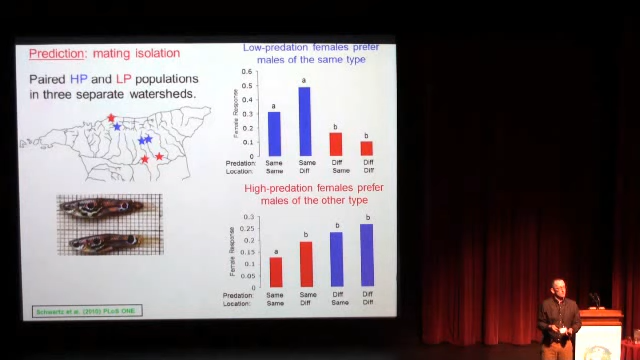 Prediction: mating isolation
Paired HP and LP populations
in three separate watersheds.
Schwartz et al. (2010) PLoS ONE
Low-predation females prefer
males of the same type
Female Response
0.6
0.5
0.4
0.3
0.2
0.1
0
a
a
b
b
Predation: Same Same Diff Diff
Location: Same Diff Same Diff
High-predation females prefer
males of the other type
Female Response
0.3
0.25
0.2
0.15
0.1
0.05
0
a
b
b
b
Predation: Same Same Diff Diff
Location: Same Diff Same Diff